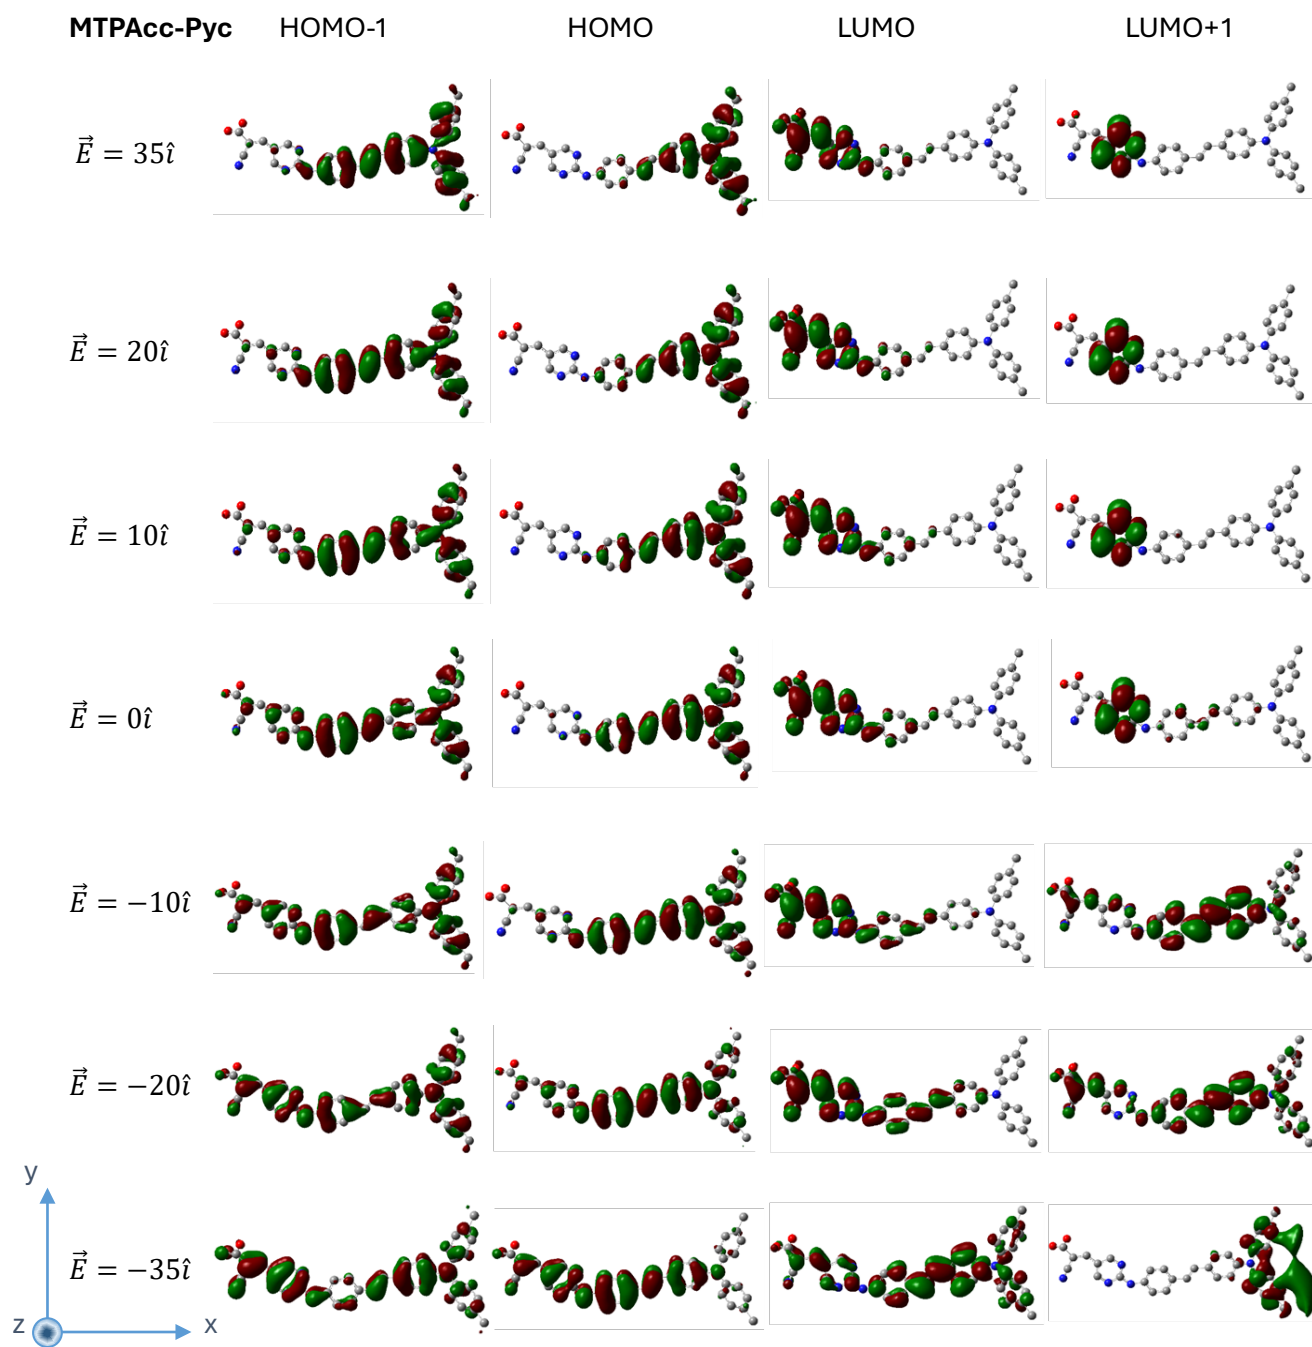 MTPAcc-Pyc HOMO-1 HOMO LUMO LUMO+1
E⃗ = 35î
E⃗ = 20î
E⃗ = 10î
E⃗ = 0î
E⃗ = −10î
E⃗ = −20î
y
E⃗ = −35î
z x